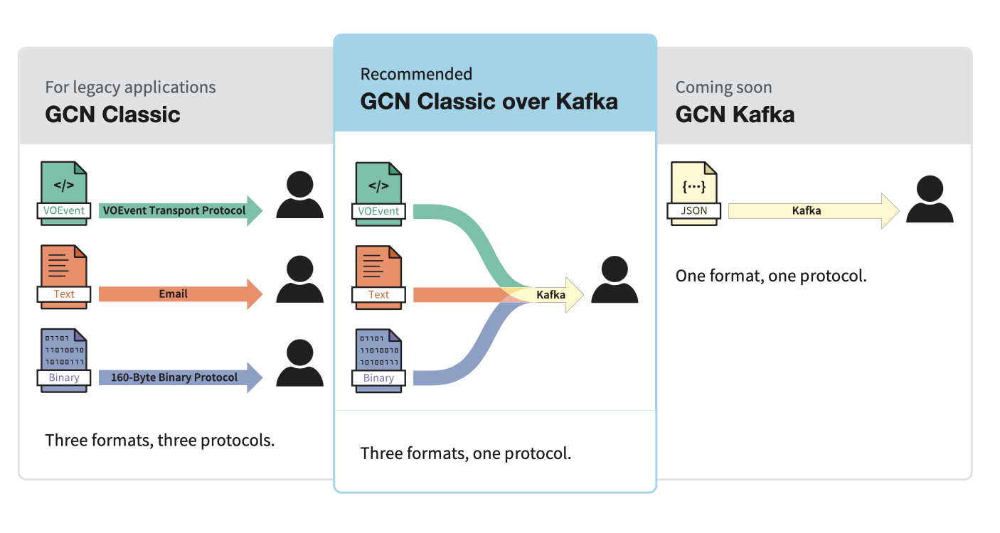 For legacy applications
GCN Classic
</>
VOEvent
VOEvent Transport Protocol
Text
Email
01101
11010010
10100111
Binary
160-Byte Binary Protocol
Three formats, three protocols.
Recommended
GCN Classic over Kafka
</>
VOEvent
Text
Kafka
01101
11010010
10100111
Binary
Three formats, one protocol.
Coming soon
GCN Kafka
{···}
JSON
Kafka
One format, one protocol.